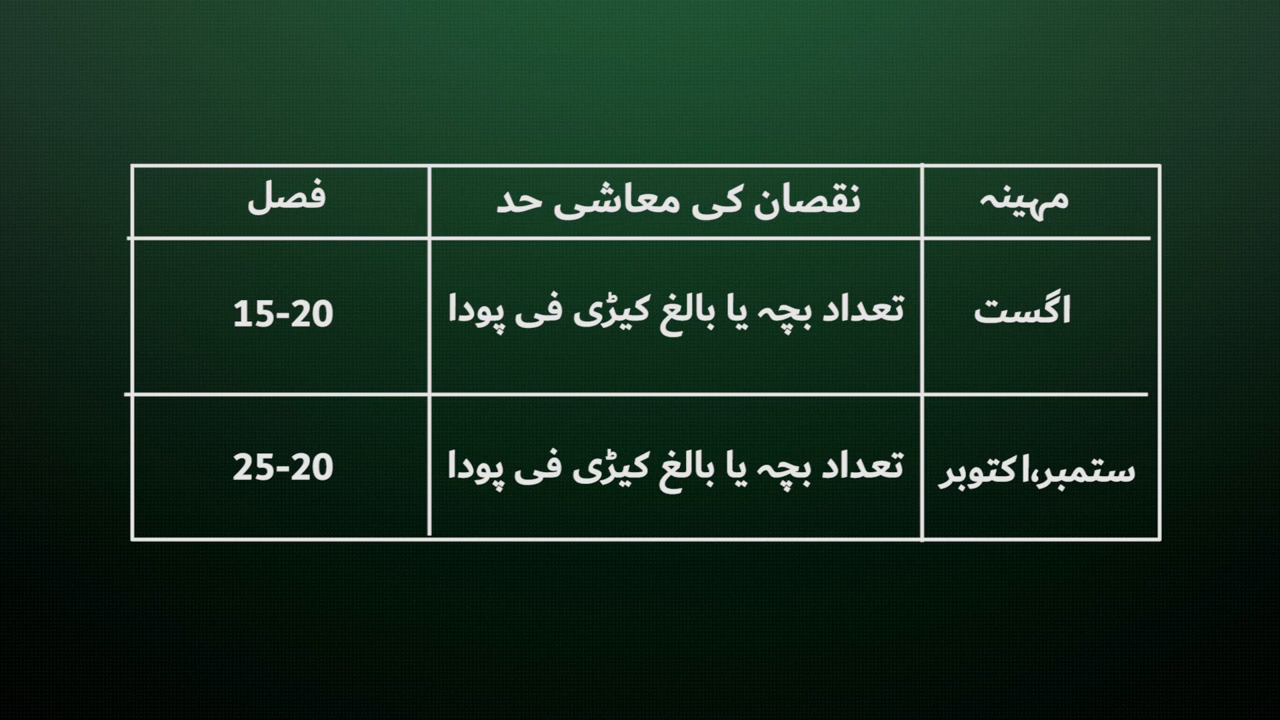 مہینہ نقصان کی معاشی حد فصل
اگست تعداد بچہ یا بالغ کیڑی فی پودا 15-20
ستمبر،اکتوبر تعداد بچہ یا بالغ کیڑی فی پودا 25-20